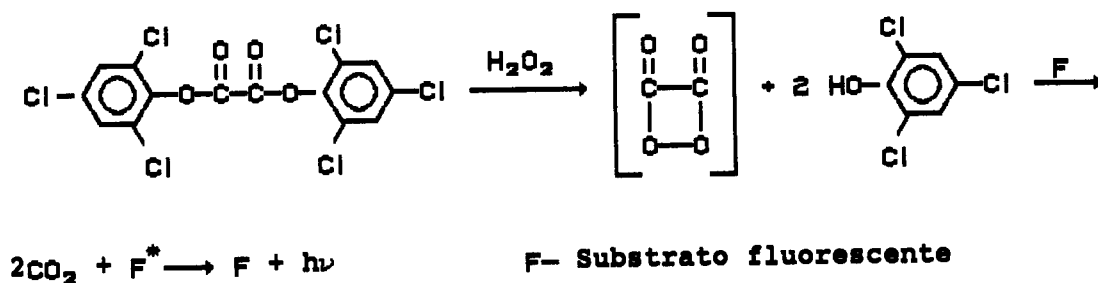 Cl Cl
O O
Cl O C C O Cl
Cl Cl
H₂O₂
O O
C C
O O
+ 2 HO Cl Cl Cl
F
2CO₂ + F* → F + hν F– Substrato fluorescente